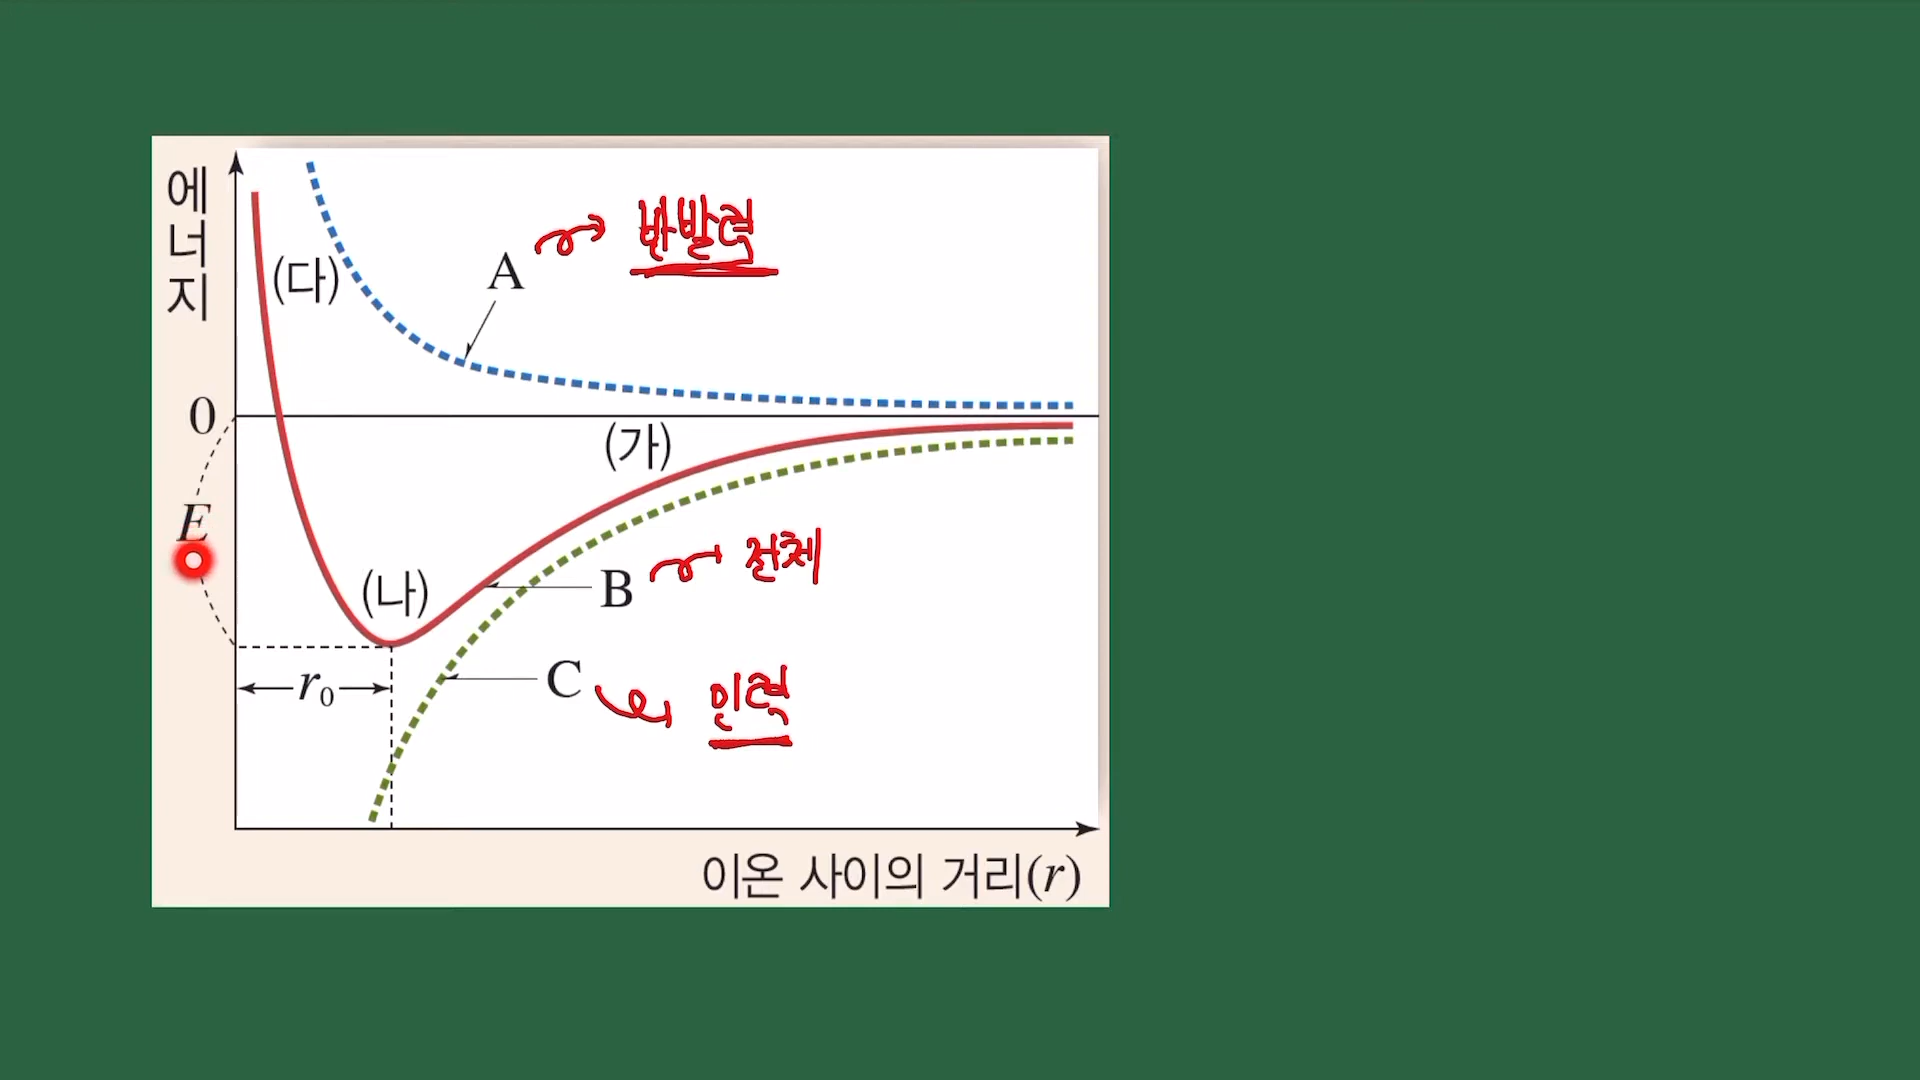 에너지
(다)
A
반발력
0
(가)
E
(나)
B
전체
r₀
C
인력
이온 사이의 거리(r)